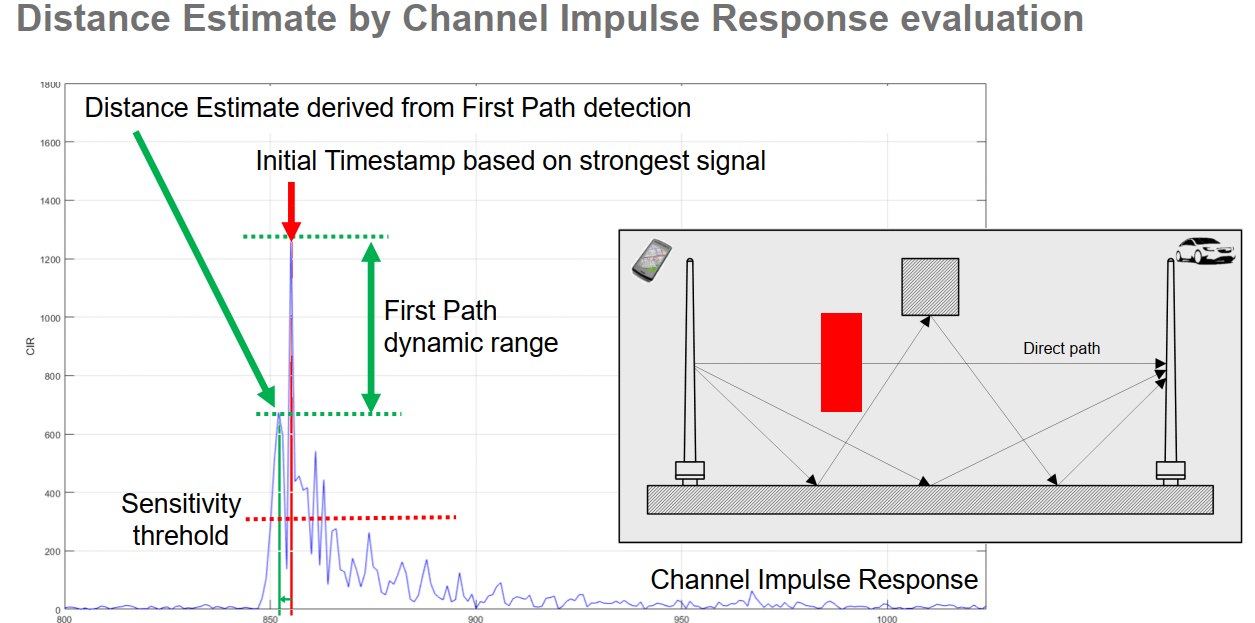 Distance Estimate by Channel Impulse Response evaluation
1800
Distance Estimate derived from First Path detection
1600
Initial Timestamp based on strongest signal
1400
1200
First Path
dynamic range
1000
CIR
Direct path
800
600
Sensitivity
threhold
400
200
Channel Impulse Response
0
800
850
900
950
1000